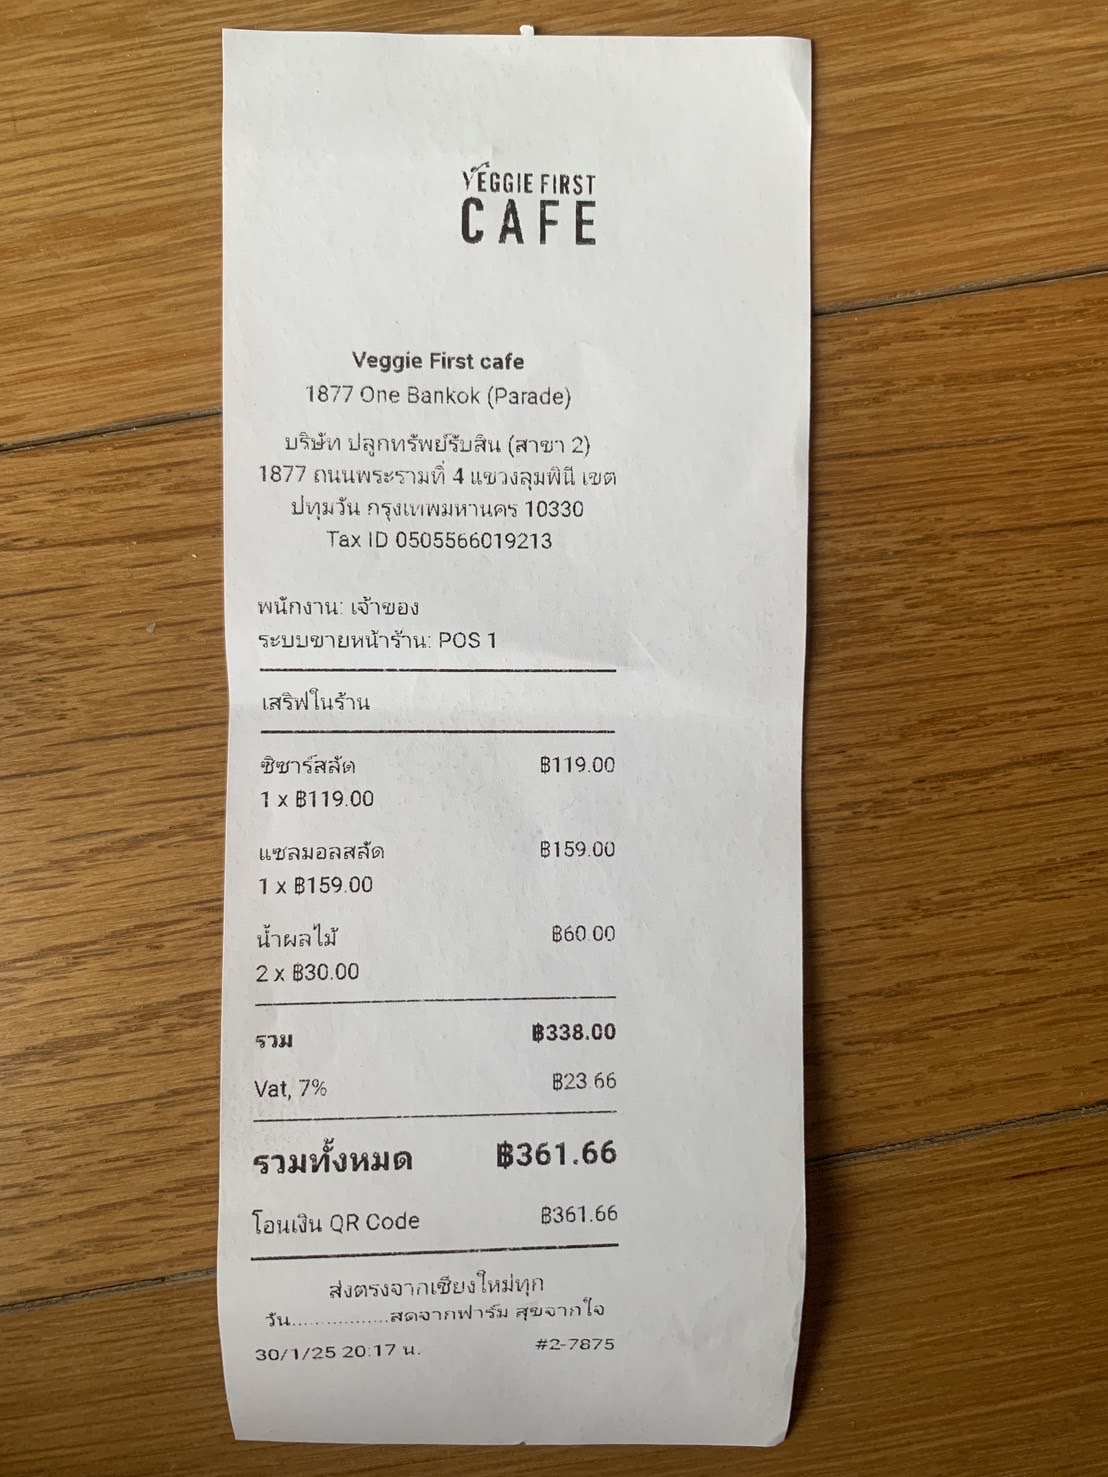 VEGGIE FIRST
CAFE
Veggie First cafe
1877 One Bankok (Parade)
บริษัท ปลูกทรัพย์รับสิน (สาขา 2)
1877 ถนนพระรามที่ 4 แขวงลุมพินี เขต
ปทุมวัน กรุงเทพมหานคร 10330
Tax ID 0505566019213
พนักงาน: เจ้าของ
ระบบขายหน้าร้าน: POS 1
เสริฟในร้าน
ซิซาร์สลัด ฿119.00
1 x ฿119.00
แซลมอลสลัด ฿159.00
1 x ฿159.00
น้ำผลไม้ ฿60.00
2 x ฿30.00
รวม ฿338.00
Vat, 7% ฿23.66
รวมทั้งหมด ฿361.66
โอนเงิน QR Code ฿361.66
ส่งตรงจากเชียงใหม่ทุก
วัน.................สดจากฟาร์ม สุขจากใจ
30/1/25 20:17 น. #2-7875